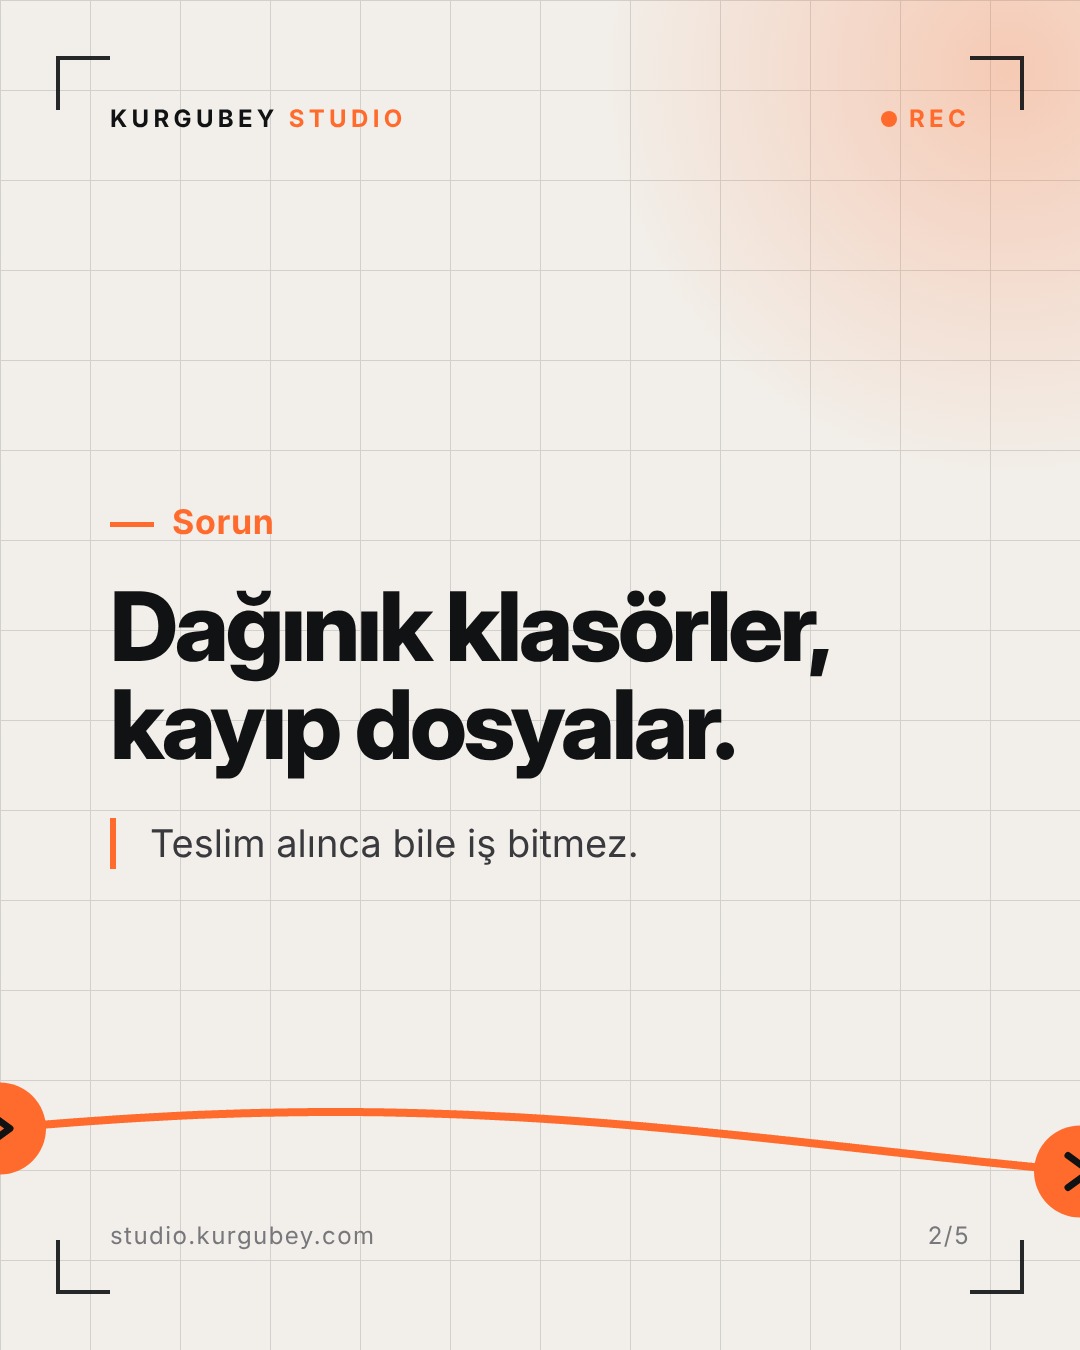 KURGUBEY STUDIO
REC
Sorun
Dağınık klasörler,
kayıp dosyalar.
Teslim alınca bile iş bitmez.
studio.kurgubey.com
2/5